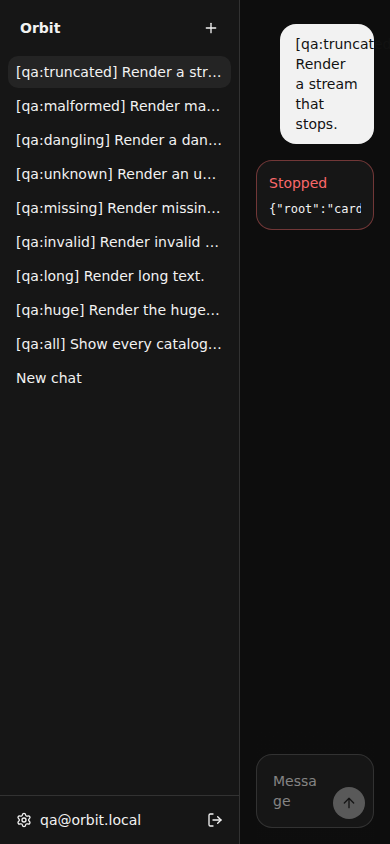 Orbit
[qa:truncated] Render a str...
[qa:malformed] Render ma...
[qa:dangling] Render a dan...
[qa:unknown] Render an u...
[qa:missing] Render missin...
[qa:invalid] Render invalid ...
[qa:long] Render long text.
[qa:huge] Render the huge...
[qa:all] Show every catalog...
New chat
qa@orbit.local
[qa:truncat
Render
a stream
that
stops.
Stopped
{"root":"card
Messa
ge